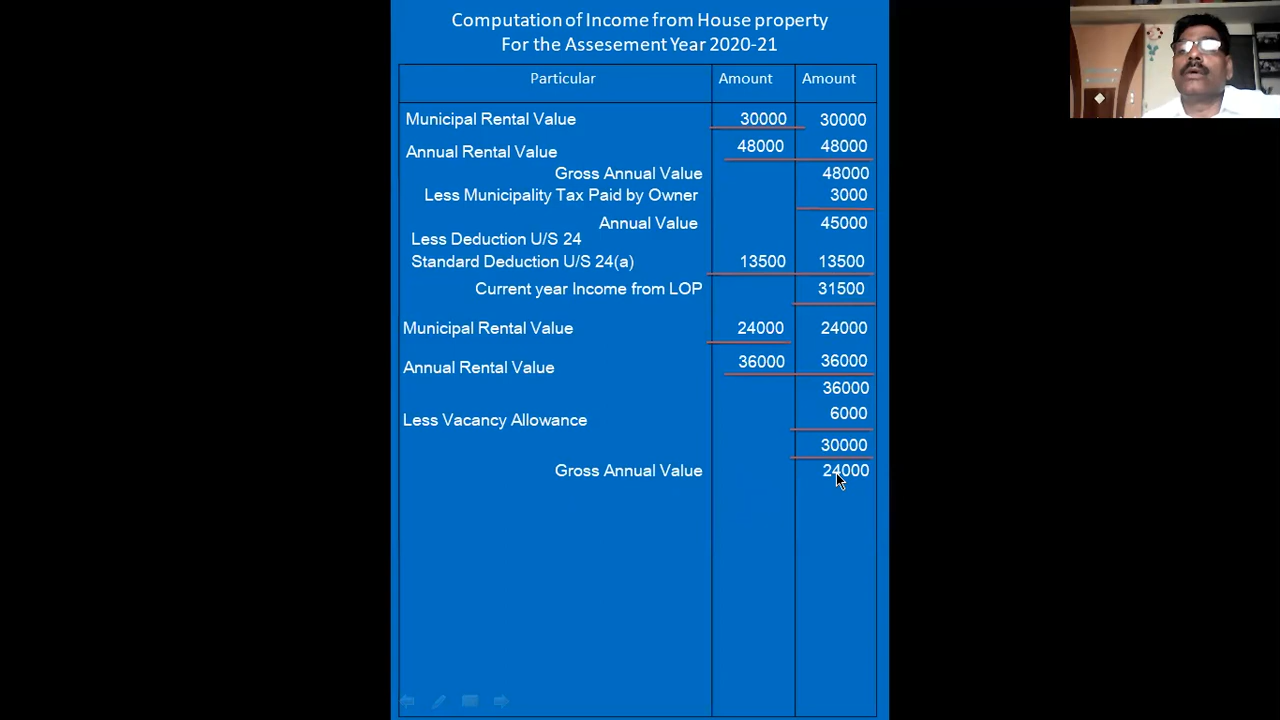 Computation of Income from House property
For the Assesement Year 2020-21
Particular Amount Amount
Municipal Rental Value 30000 30000
Annual Rental Value 48000 48000
Gross Annual Value 48000
Less Municipality Tax Paid by Owner 3000
Annual Value 45000
Less Deduction U/S 24
Standard Deduction U/S 24(a) 13500 13500
Current year Income from LOP 31500
Municipal Rental Value 24000 24000
Annual Rental Value 36000 36000
36000
Less Vacancy Allowance 6000
30000
Gross Annual Value 24000